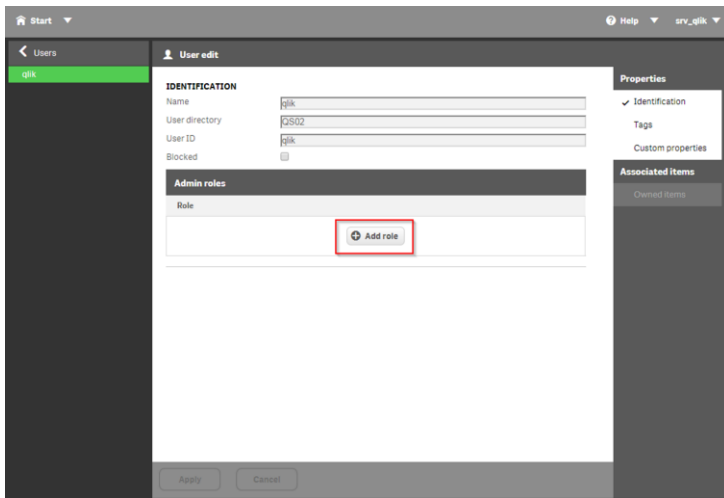 Start Help srv_qlik
Users
User edit
qlik
IDENTIFICATION
Name qlik
User directory QS02
User ID qlik
Blocked
Admin roles
Role
Add role
Properties
Identification
Tags
Custom properties
Associated items
Owned items
Apply Cancel